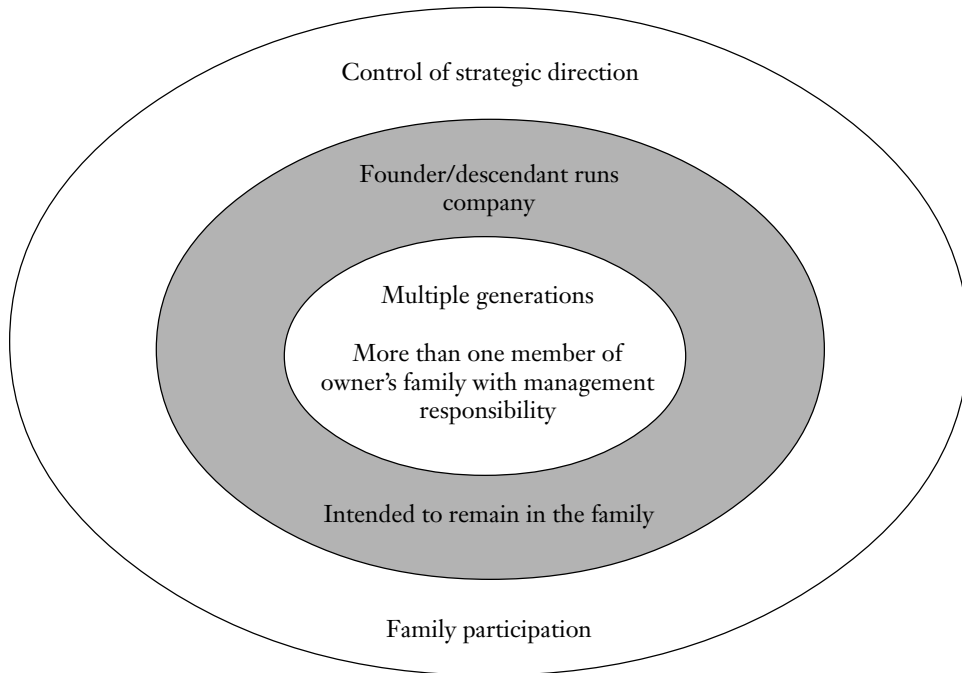 Control of strategic direction
Founder/descendant runs
company
Multiple generations
More than one member of
owner’s family with management
responsibility
Intended to remain in the family
Family participation